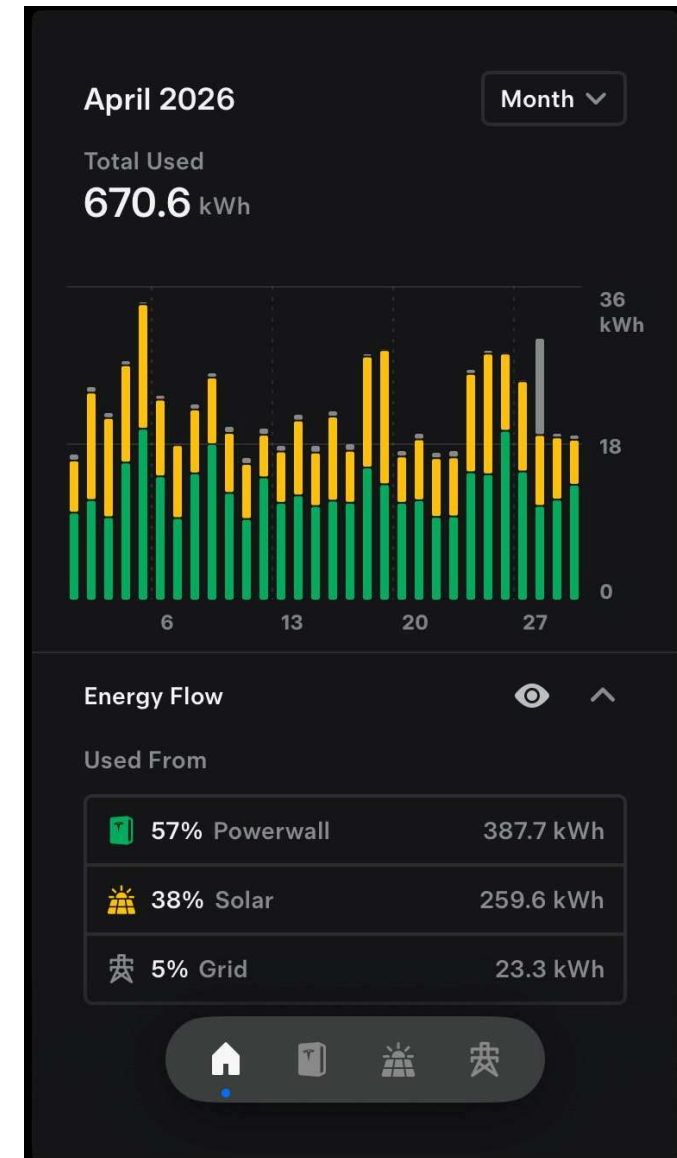 April 2026
Month
Total Used
670.6 kWh
36
kWh
18
0
6 13 20 27
Energy Flow
Used From
57% Powerwall 387.7 kWh
38% Solar 259.6 kWh
5% Grid 23.3 kWh